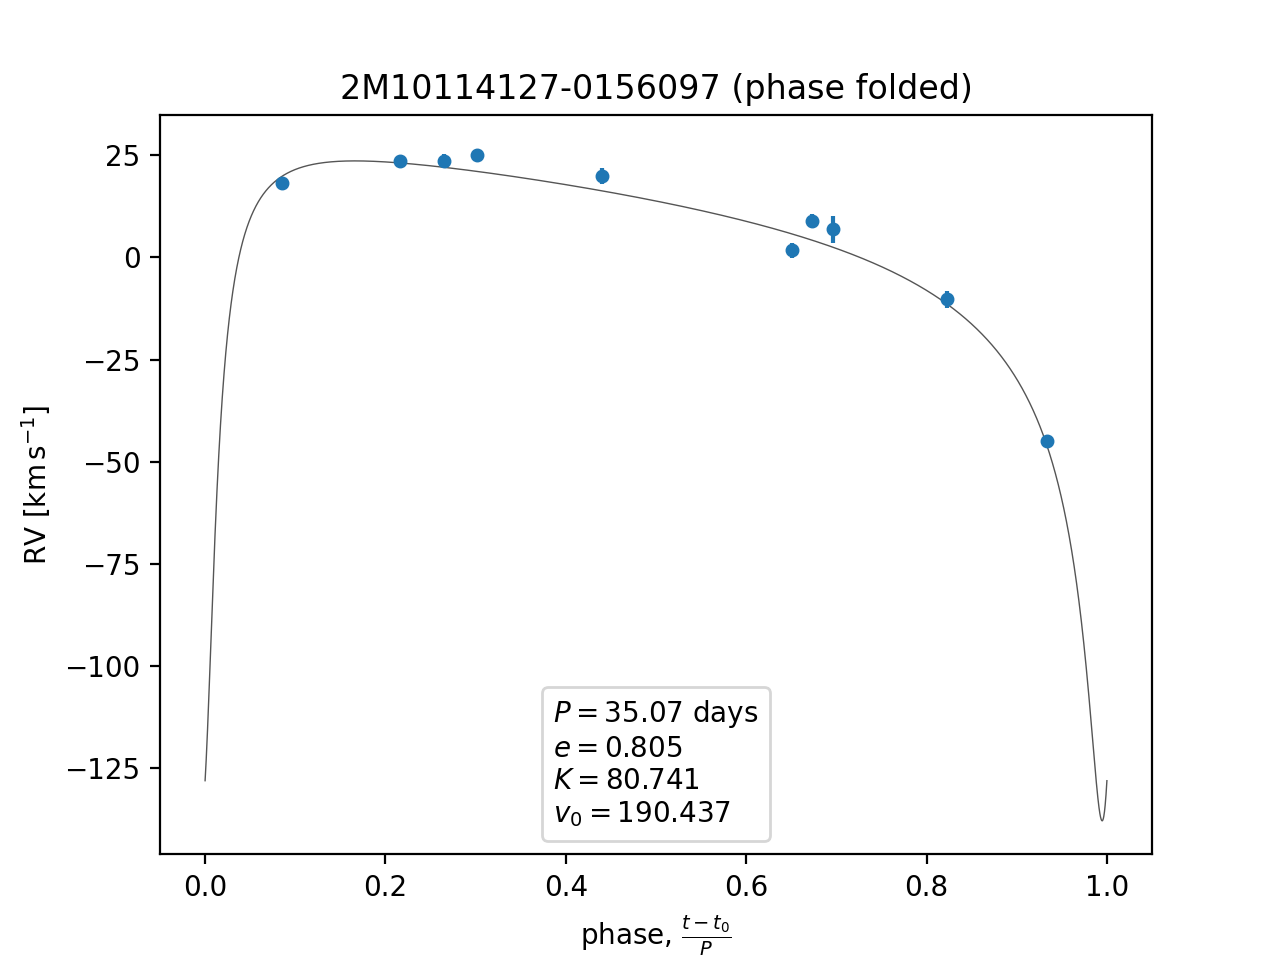 2M10114127-0156097 (phase folded)
25
0
−25
−50
−75
−100
−125
RV [km s⁻¹]
P = 35.07 days
e = 0.805
K = 80.741
v₀ = 190.437
0.0 0.2 0.4 0.6 0.8 1.0
phase, (t − t₀)/P